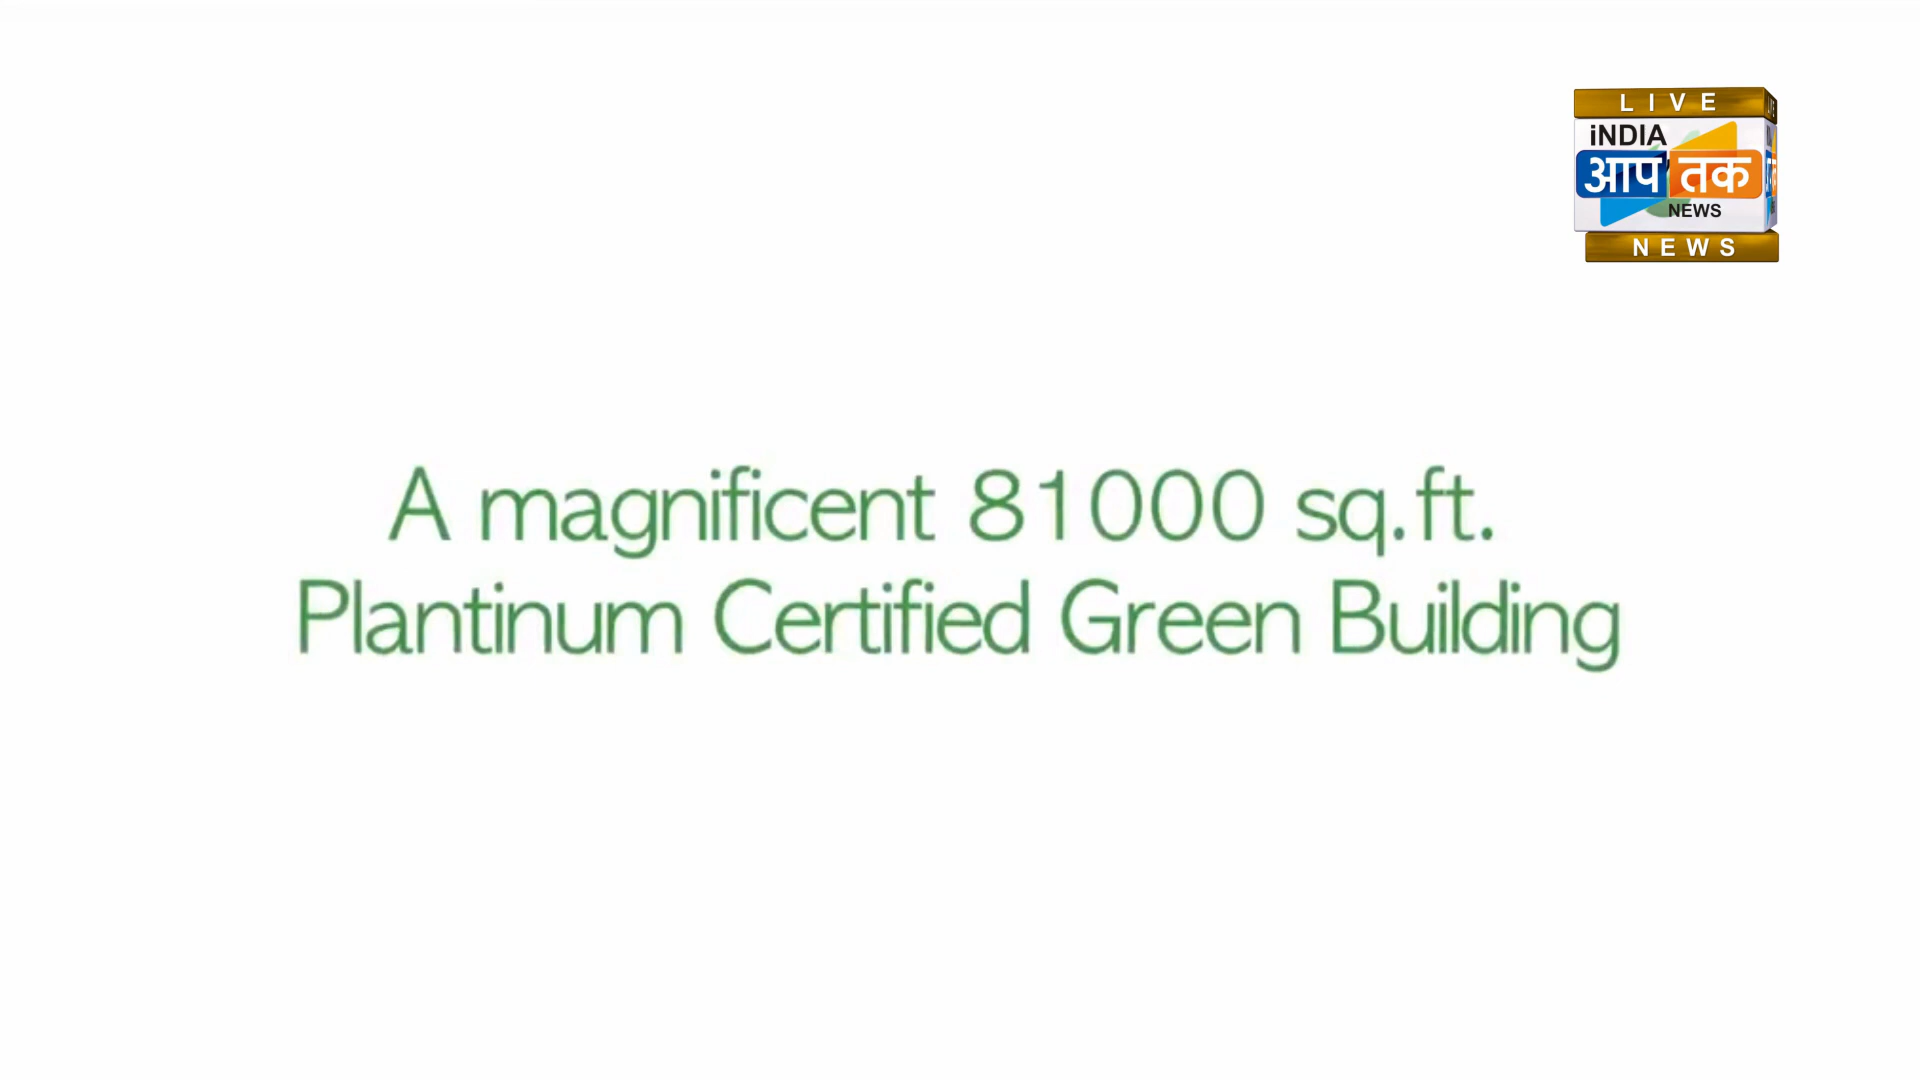 LIVE
iNDIA
आप तक
NEWS
NEWS
A magnificent 81000 sq.ft.
Plantinum Certified Green Building